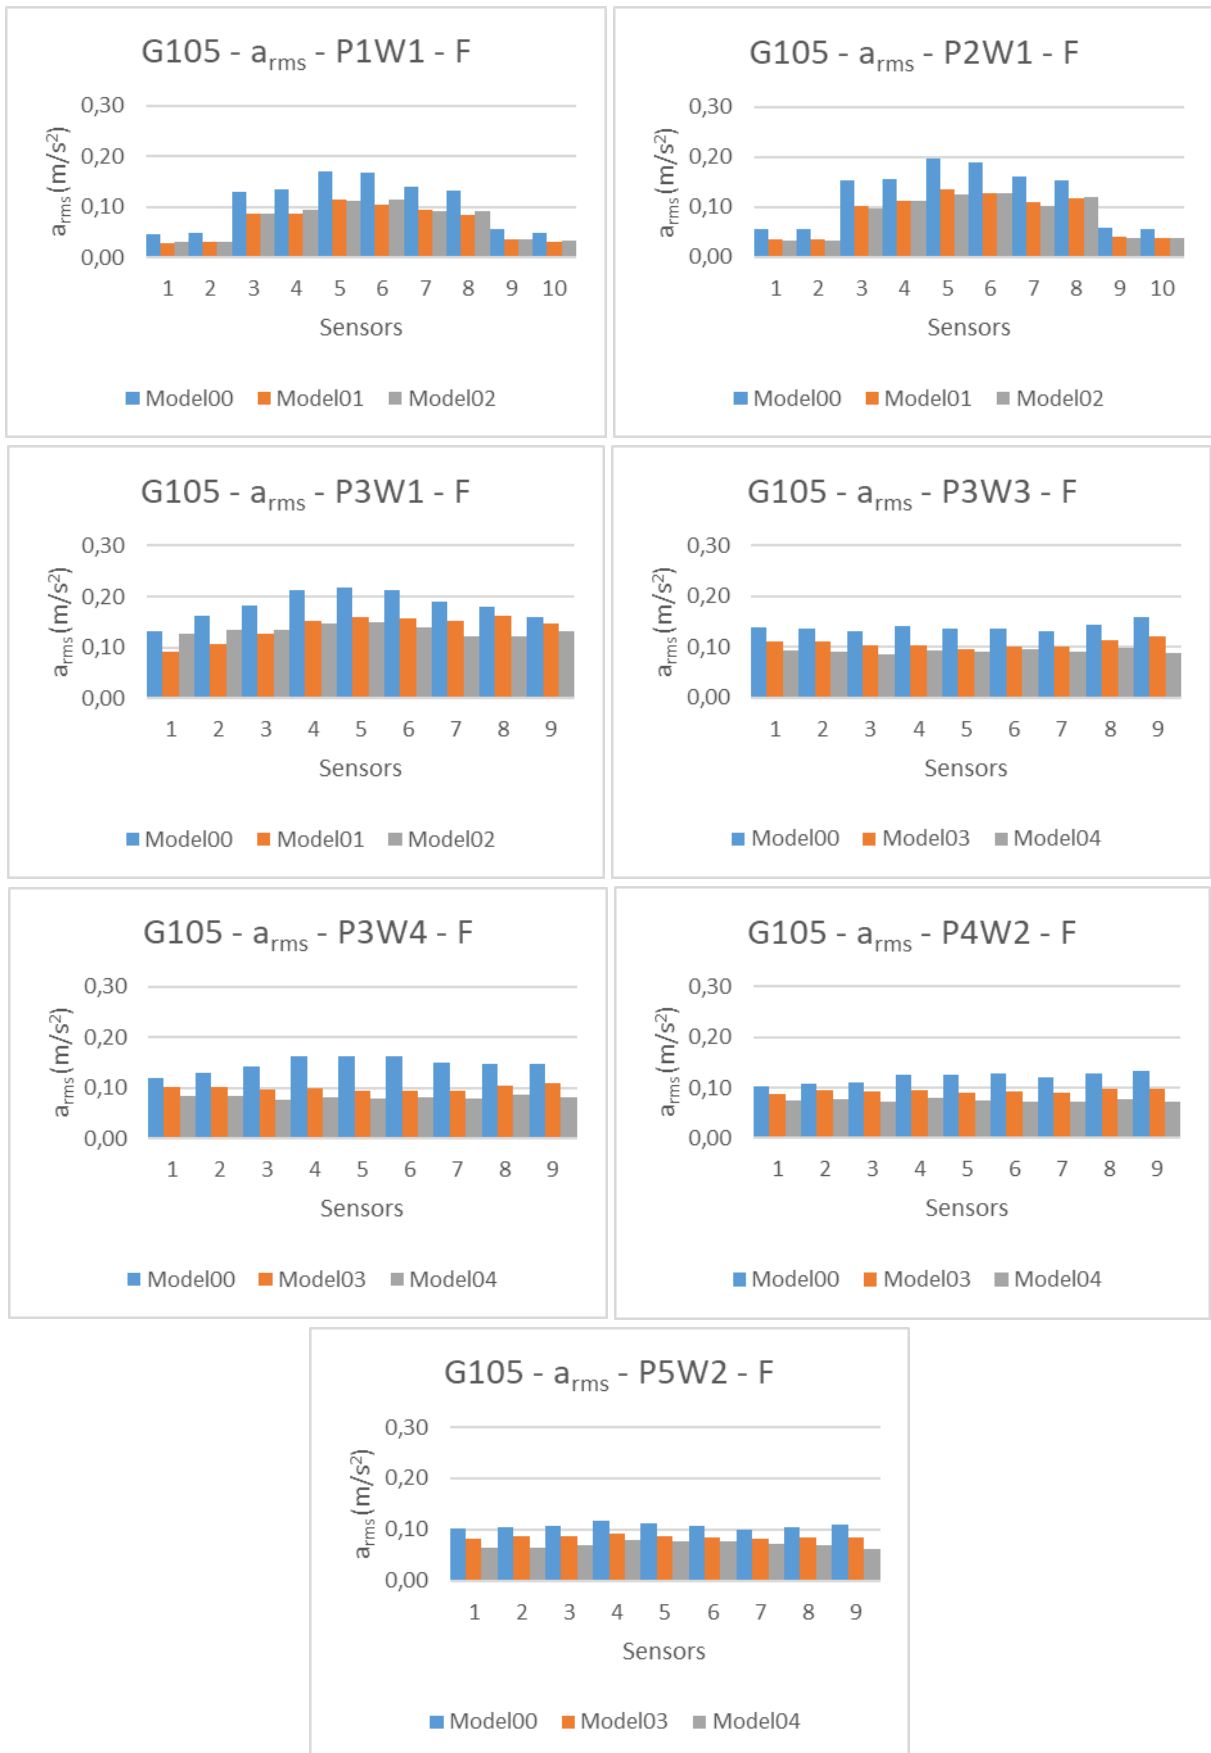 G105 - aᵣₘₛ - P1W1 - F
aᵣₘₛ (m/s²)
0,30
0,20
0,10
0,00
1 2 3 4 5 6 7 8 9 10
Sensors
Model00 Model01 Model02
G105 - aᵣₘₛ - P2W1 - F
aᵣₘₛ (m/s²)
0,30
0,20
0,10
0,00
1 2 3 4 5 6 7 8 9 10
Sensors
Model00 Model01 Model02
G105 - aᵣₘₛ - P3W1 - F
aᵣₘₛ (m/s²)
0,30
0,20
0,10
0,00
1 2 3 4 5 6 7 8 9
Sensors
Model00 Model01 Model02
G105 - aᵣₘₛ - P3W3 - F
aᵣₘₛ (m/s²)
0,30
0,20
0,10
0,00
1 2 3 4 5 6 7 8 9
Sensors
Model00 Model03 Model04
G105 - aᵣₘₛ - P3W4 - F
aᵣₘₛ (m/s²)
0,30
0,20
0,10
0,00
1 2 3 4 5 6 7 8 9
Sensors
Model00 Model03 Model04
G105 - aᵣₘₛ - P4W2 - F
aᵣₘₛ (m/s²)
0,30
0,20
0,10
0,00
1 2 3 4 5 6 7 8 9
Sensors
Model00 Model03 Model04
G105 - aᵣₘₛ - P5W2 - F
aᵣₘₛ (m/s²)
0,30
0,20
0,10
0,00
1 2 3 4 5 6 7 8 9
Sensors
Model00 Model03 Model04